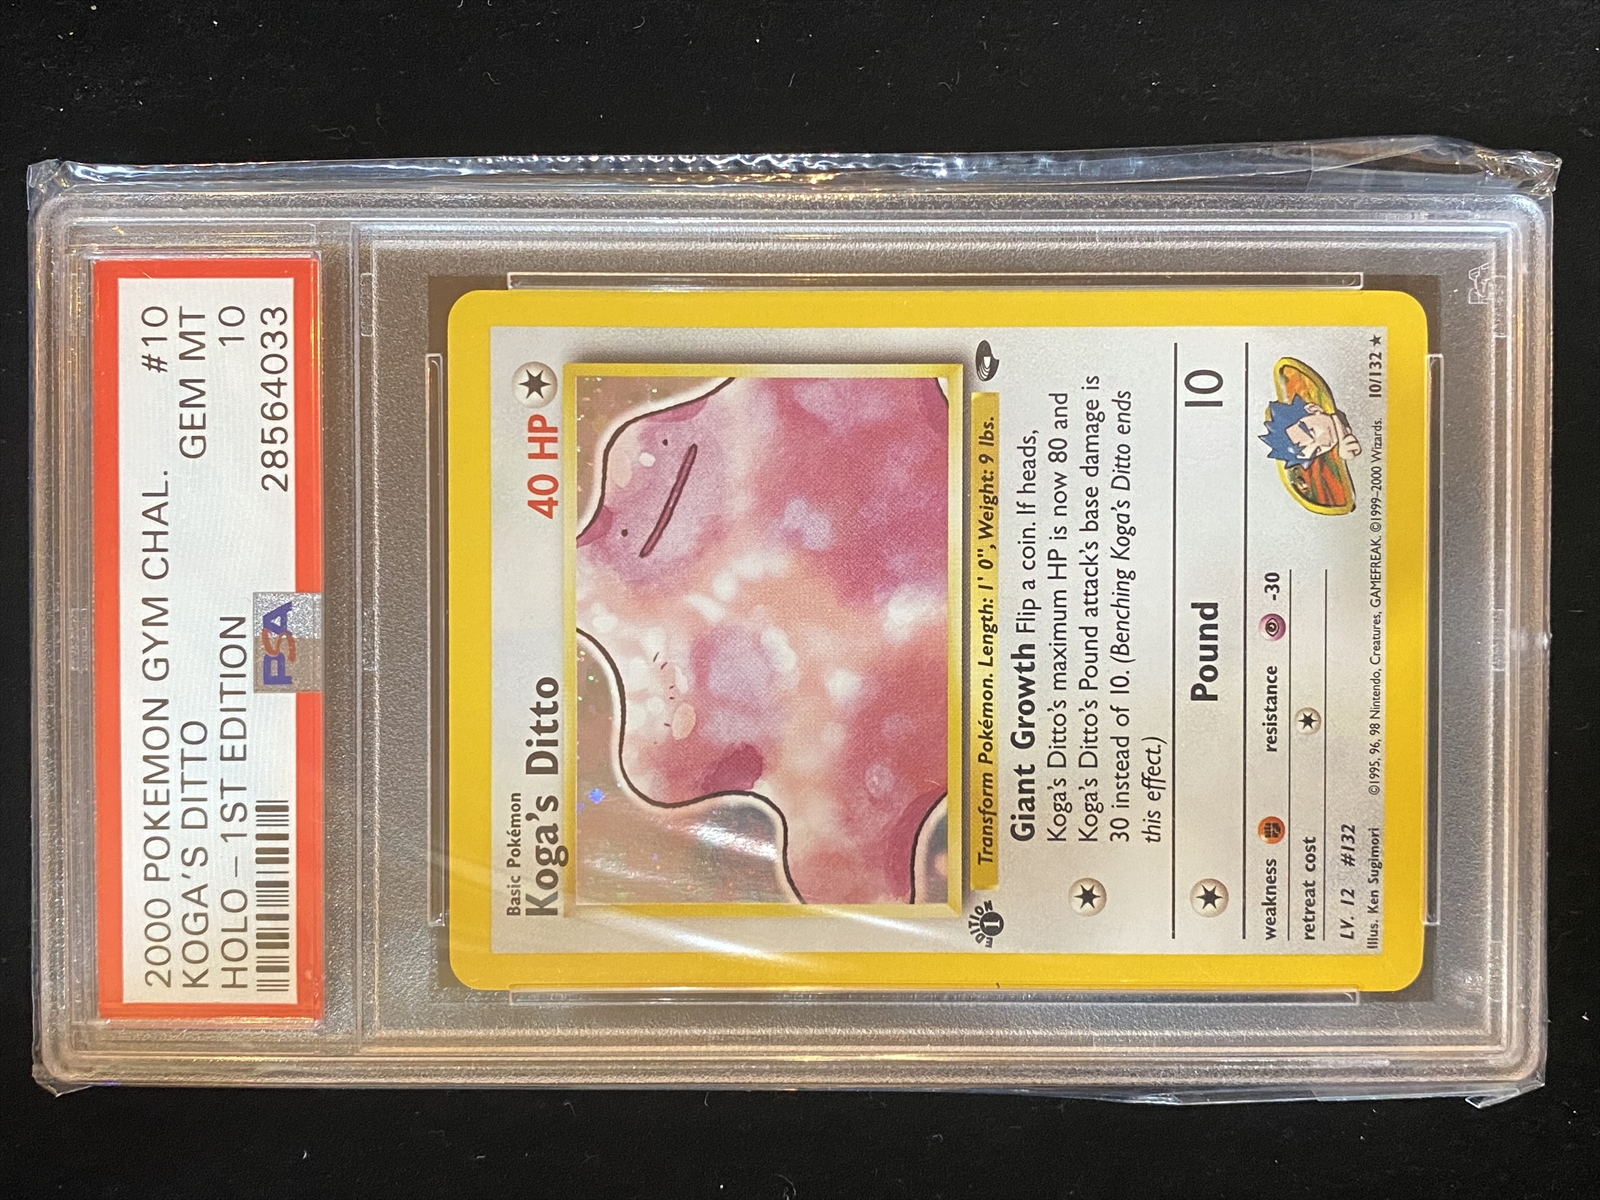 2000 POKEMON GYM CHAL. #10
KOGA'S DITTO GEM MT
HOLO - 1ST EDITION 10
28564033
PSA
Basic Pokémon
Koga's Ditto 40 HP
EDITION
1
Transform Pokémon. Length: 1' 0", Weight: 9 lbs.
Giant Growth Flip a coin. If heads,
Koga's Ditto's maximum HP is now 80 and
Koga's Ditto's Pound attack's base damage is
30 instead of 10. (Benching Koga's Ditto ends
this effect.)
Pound 10
weakness resistance -30
retreat cost
LV. 12 #132
Illus. Ken Sugimori ©1995, 96, 98 Nintendo, Creatures, GAMEFREAK. ©1999-2000 Wizards. 10/132 ★